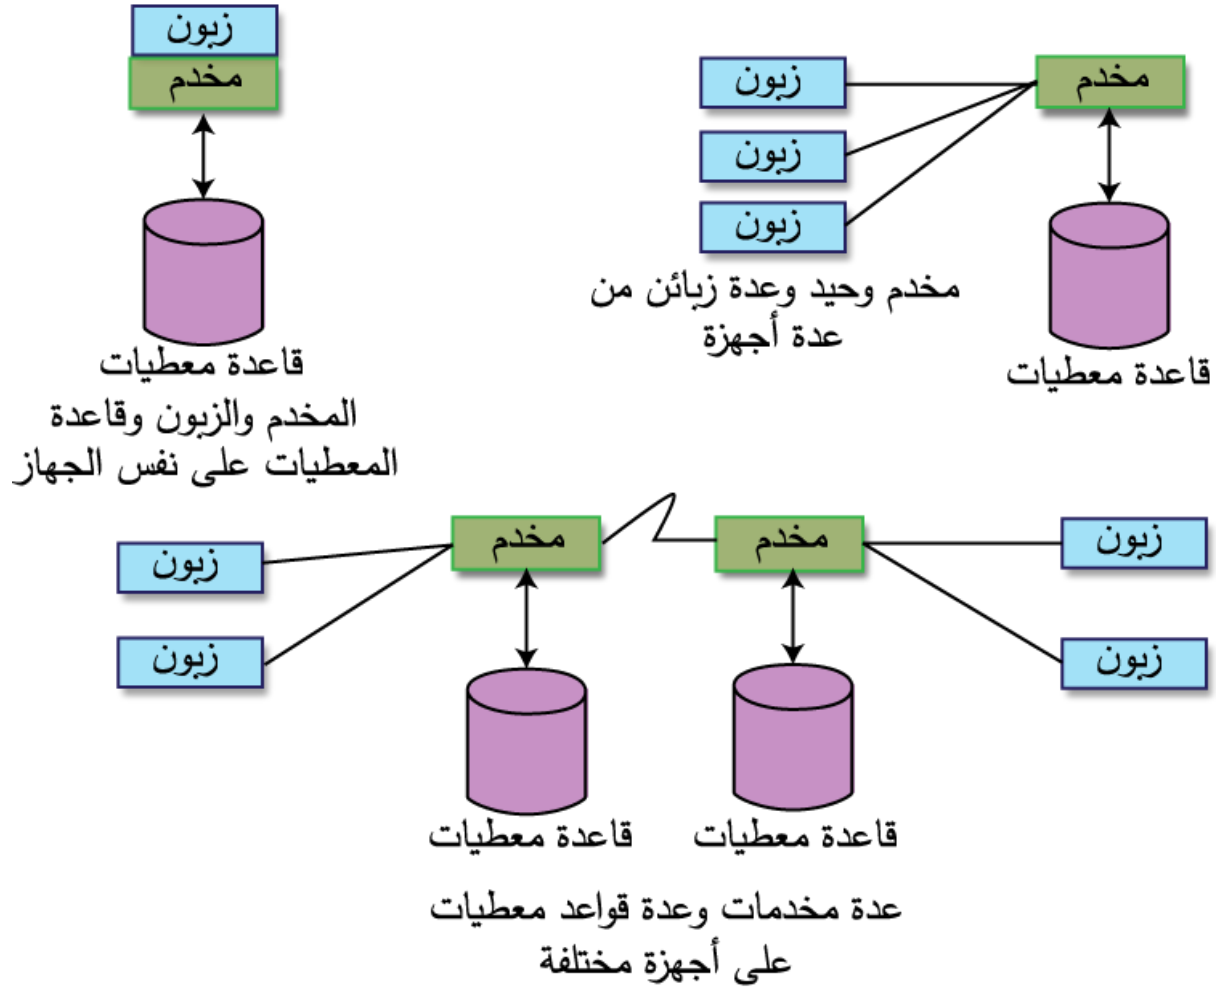 زبون
مخدم
قاعدة معطيات
المخدم والزبون وقاعدة
المعطيات على نفس الجهاز
زبون
زبون
زبون
مخدم
مخدم وحيد وعدة زبائن من
عدة أجهزة
قاعدة معطيات
زبون
زبون
مخدم
مخدم
زبون
زبون
قاعدة معطيات
قاعدة معطيات
عدة مخدمات وعدة قواعد معطيات
على أجهزة مختلفة